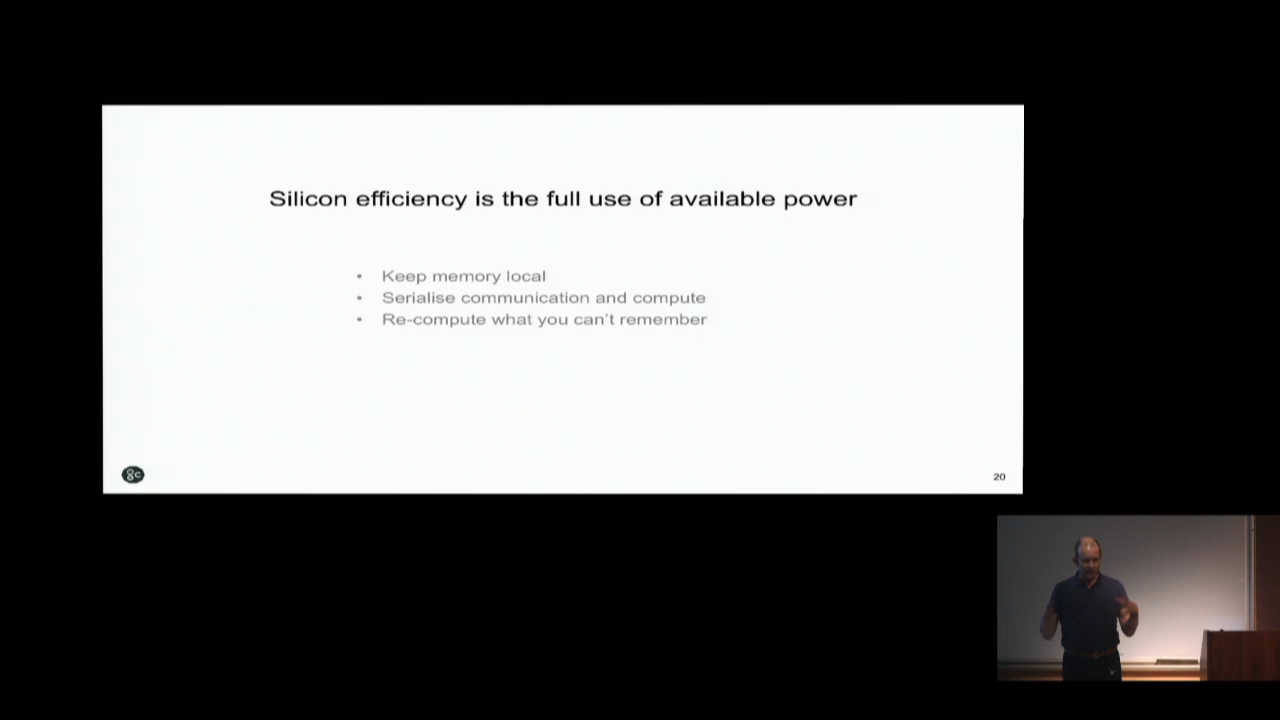 Silicon efficiency is the full use of available power
• Keep memory local
• Serialise communication and compute
• Re-compute what you can't remember
gc
20